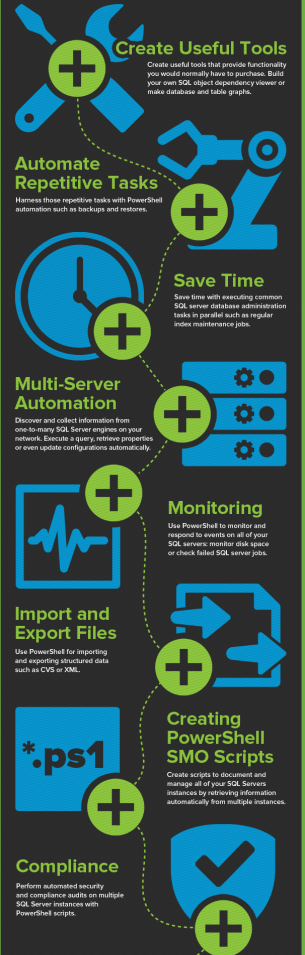 Create Useful Tools
Create useful tools that provide functionality
you would normally have to purchase. Build
your own SQL object dependency viewer or
make database and table graphs.
Automate
Repetitive Tasks
Harness those repetitive tasks with PowerShell
automation such as backups and restores.
Save Time
Save time with executing common
SQL server database administration
tasks in parallel such as regular
index maintenance jobs.
Multi-Server
Automation
Discover and collect information from
one-to-many SQL Server engines on your
network. Execute a query, retrieve properties
or even update configurations automatically.
Monitoring
Use PowerShell to monitor and
respond to events on all of your
SQL servers: monitor disk space
or check failed SQL server jobs.
Import and
Export Files
Use PowerShell for importing
and exporting structured data
such as CVS or XML.
Creating
PowerShell
SMO Scripts
Create scripts to document and
manage all of your SQL Servers
instances by retrieving information
automatically from multiple instances.
*.ps1
Compliance
Perform automated security
and compliance audits on multiple
SQL Server instances with
PowerShell scripts.